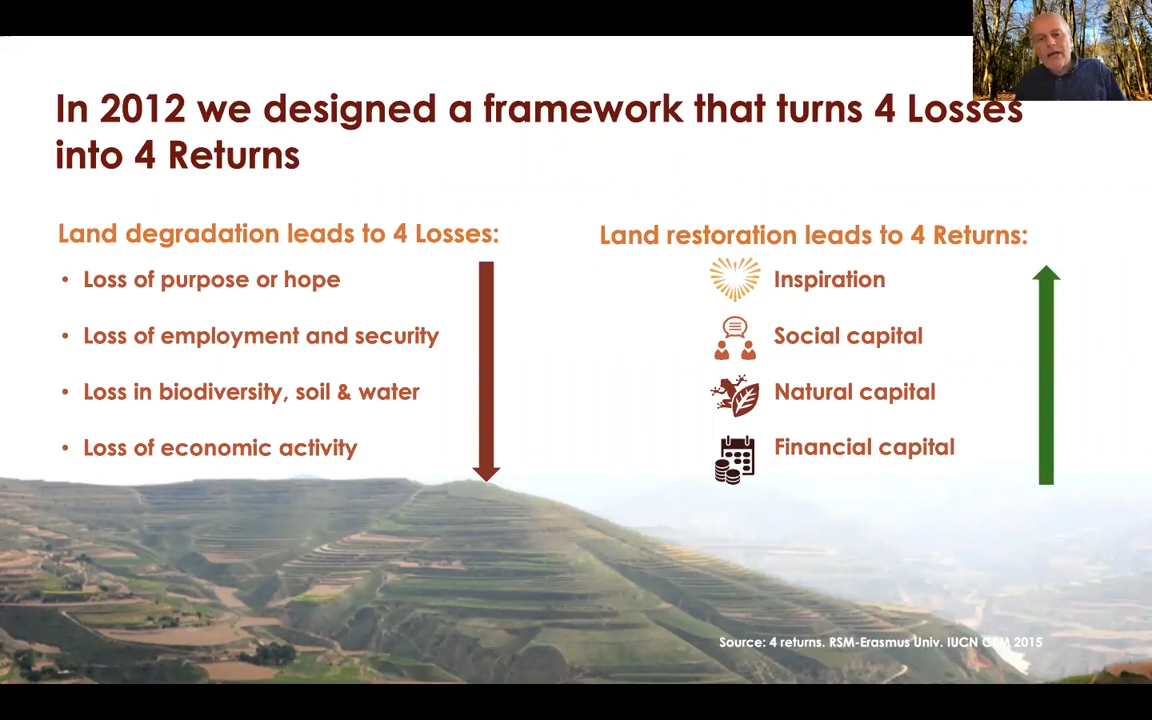 In 2012 we designed a framework that turns 4 Losses
into 4 Returns
Land degradation leads to 4 Losses:
• Loss of purpose or hope
• Loss of employment and security
• Loss in biodiversity, soil & water
• Loss of economic activity
Land restoration leads to 4 Returns:
Inspiration
Social capital
Natural capital
Financial capital
Source: 4 returns. RSM-Erasmus Univ. IUCN CEM 2015